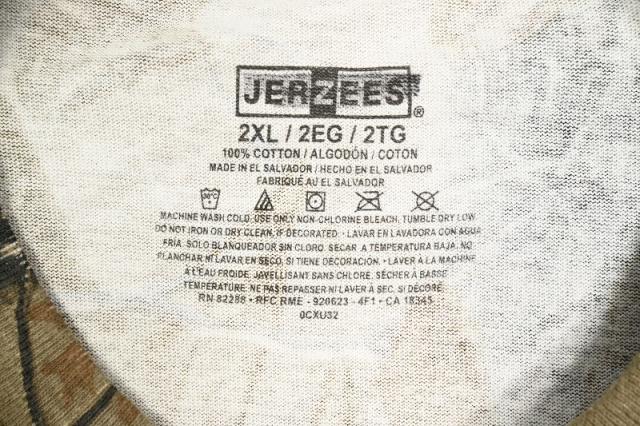 JERZEES®
2XL / 2EG / 2TG
100% COTTON / ALGODÓN / COTON
MADE IN EL SALVADOR / HECHO EN EL SALVADOR
FABRIQUÉ AU EL SALVADOR
30°C
MACHINE WASH COLD, USE ONLY NON-CHLORINE BLEACH, TUMBLE DRY LOW
DO NOT IRON OR DRY CLEAN, IF DECORATED. • LAVAR EN LAVADORA CON AGUA
FRÍA. SOLO BLANQUEADOR SIN CLORO. SECAR A TEMPERATURA BAJA. NO
PLANCHAR NI LAVAR EN SECO, SI TIENE DECORACIÓN. • LAVER À LA MACHINE
À L'EAU FROIDE. JAVELLISANT SANS CHLORE. SÉCHER À BASSE
TEMPÉRATURE. NE PAS REPASSER NI LAVER À SEC, SI DÉCORÉ.
RN 82288 • RFC RME - 920623 - 4F1 • CA 18345
0CXU32